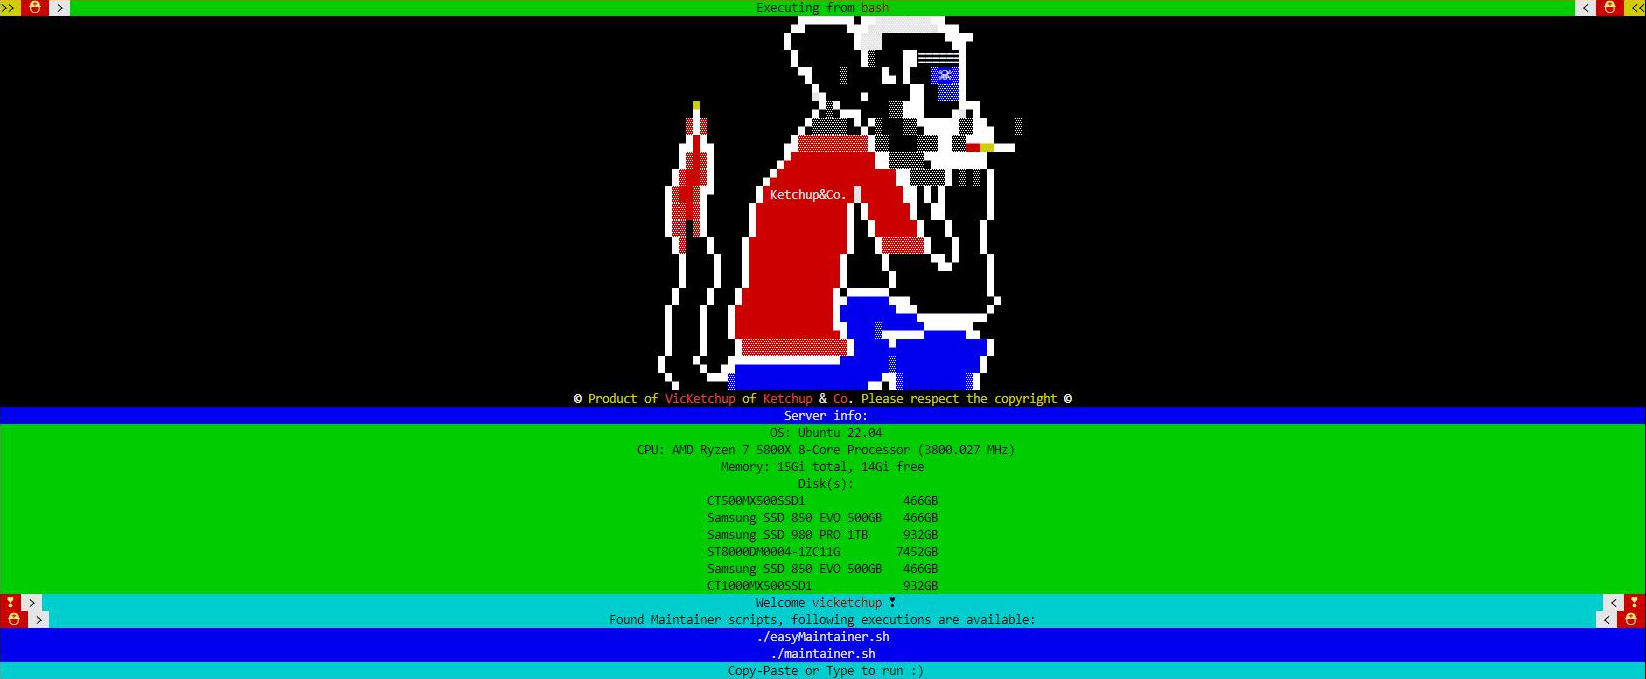 >> > Executing from bash < <<
Ketchup&Co.
© Product of VicKetchup of Ketchup & Co. Please respect the copyright ©
Server info:
OS: Ubuntu 22.04
CPU: AMD Ryzen 7 5800X 8-Core Processor (3800.027 MHz)
Memory: 15Gi total, 14Gi free
Disk(s):
CT500MX500SSD1 466GB
Samsung SSD 850 EVO 500GB 466GB
Samsung SSD 980 PRO 1TB 932GB
ST8000DM0004-1ZC11G 7452GB
Samsung SSD 850 EVO 500GB 466GB
CT1000MX500SSD1 932GB
❢ > Welcome vicketchup ❢ < ❢
> Found Maintainer scripts, following executions are available: <
./easyMaintainer.sh
./maintainer.sh
Copy-Paste or Type to run :)